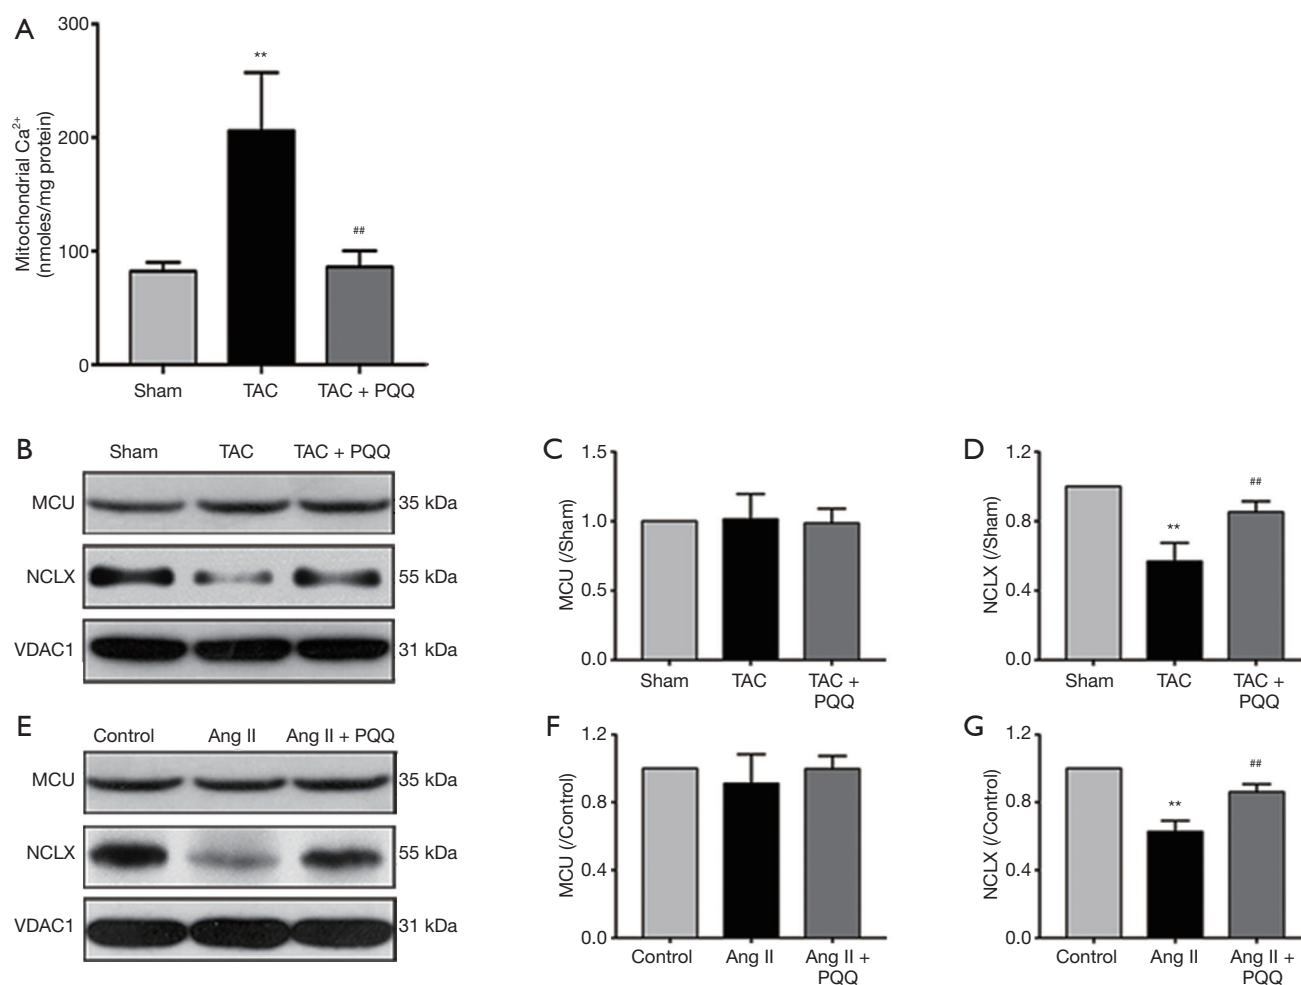 A
300
200
100
0
Mitochondrial Ca2+
(nmoles/mg protein)
**
##
Sham TAC TAC + PQQ
B
Sham TAC TAC + PQQ
MCU 35 kDa
NCLX 55 kDa
VDAC1 31 kDa
C
1.5
1.0
0.5
0.0
MCU (/Sham)
Sham TAC TAC +
PQQ
D
1.2
0.8
0.4
0.0
NCLX (/Sham)
**
##
Sham TAC TAC +
PQQ
E
Control Ang II Ang II + PQQ
MCU 35 kDa
NCLX 55 kDa
VDAC1 31 kDa
F
1.2
0.8
0.4
0.0
MCU (/Control)
Control Ang II Ang II +
PQQ
G
1.2
0.8
0.4
0.0
NCLX (/Control)
**
##
Control Ang II Ang II +
PQQ